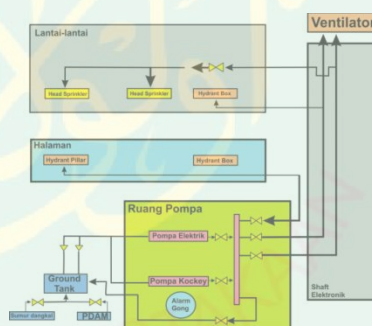 Ventilator
Lantai-lantai
Head Sprinkler
Head Sprinkler
Hydrant Box
Halaman
Hydrant Pillar
Hydrant Box
Ruang Pompa
Pompa Elektrik
Pompa Kockey
Alarm
Gong
Ground
Tank
Sumur dangkal
PDAM
Shaft
Elektronik